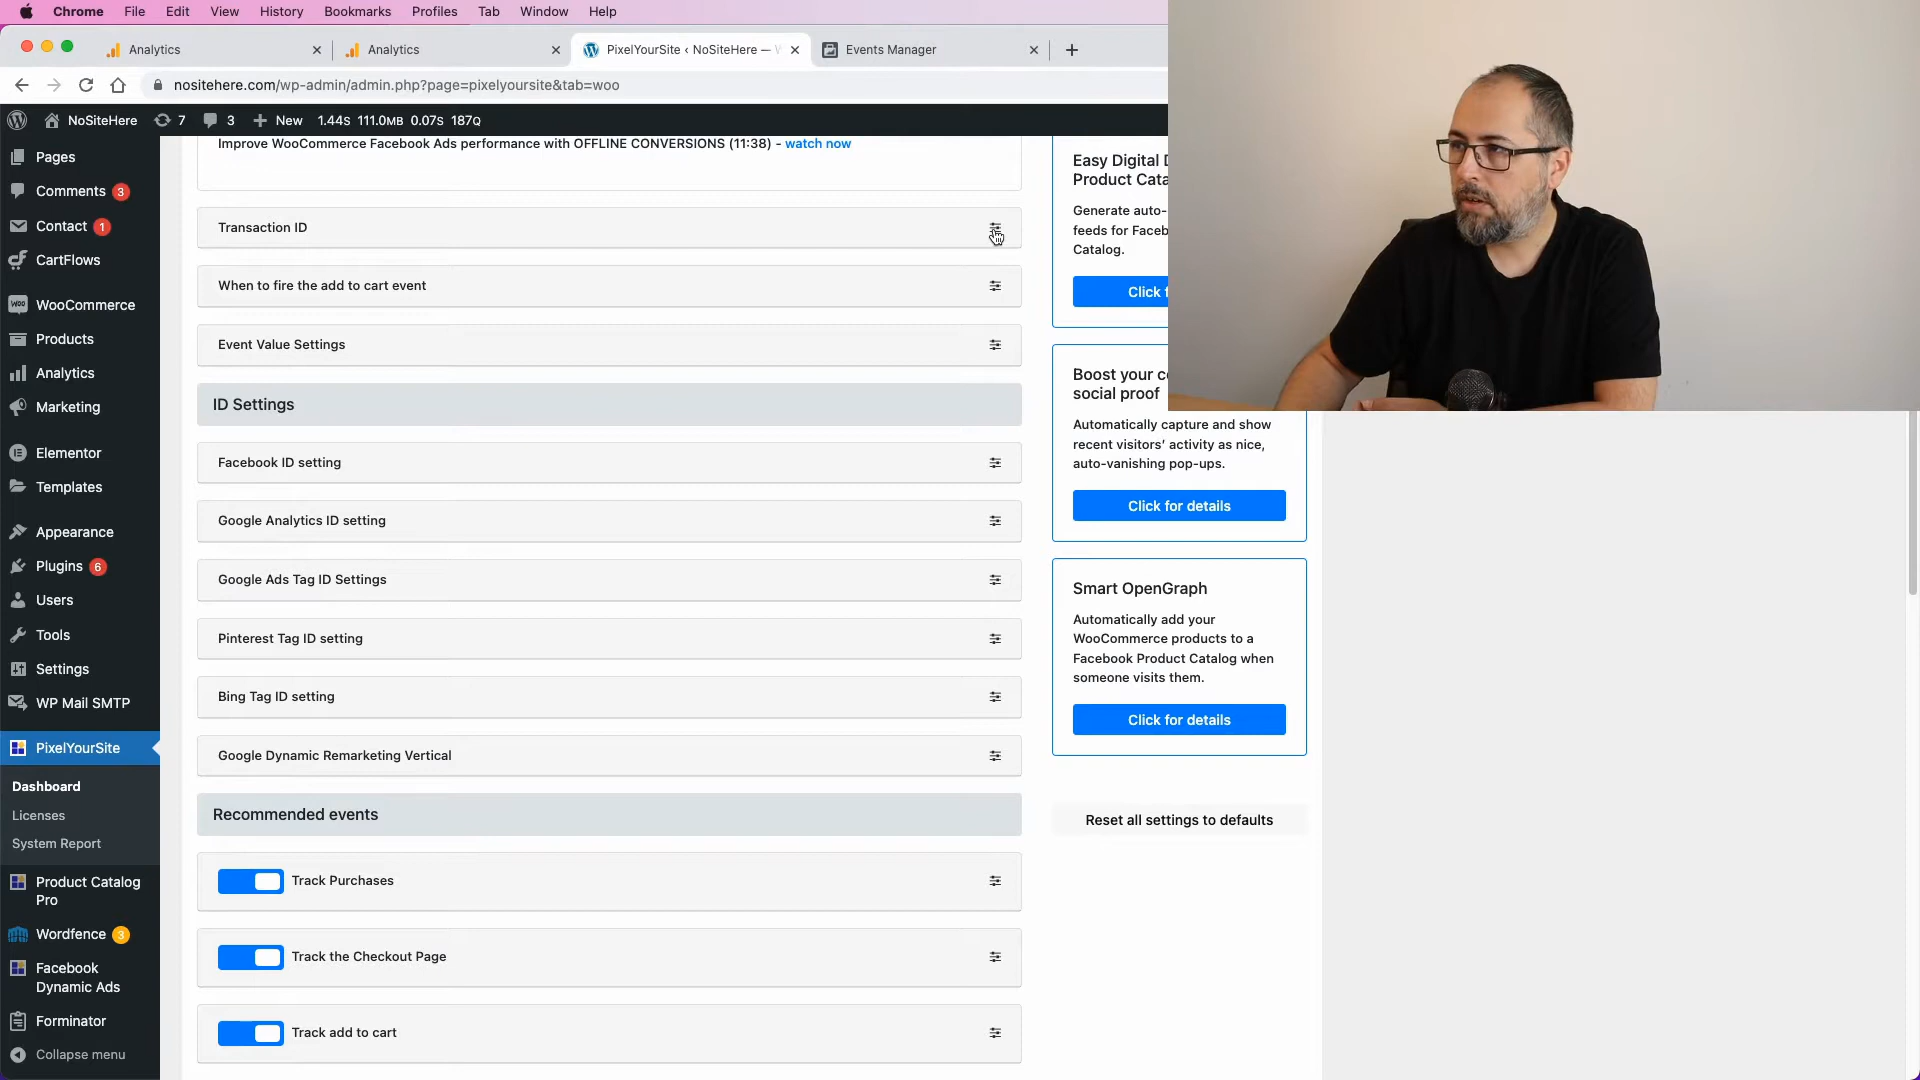 Chrome File Edit View History Bookmarks Profiles Tab Window Help
Analytics
Analytics
PixelYourSite ‹ NoSiteHere —
Events Manager
nositehere.com/wp-admin/admin.php?page=pixelyoursite&tab=woo
NoSiteHere 7 3 New 1.44S 111.0MB 0.07S 187Q
Pages
Comments 3
Contact 1
CartFlows
WooCommerce
Products
Analytics
Marketing
Elementor
Templates
Appearance
Plugins 6
Users
Tools
Settings
WP Mail SMTP
PixelYourSite
Dashboard
Licenses
System Report
Product Catalog
Pro
Wordfence 3
Facebook
Dynamic Ads
Forminator
Collapse menu
Improve WooCommerce Facebook Ads performance with OFFLINE CONVERSIONS (11:38) - watch now
Transaction ID
When to fire the add to cart event
Event Value Settings
ID Settings
Facebook ID setting
Google Analytics ID setting
Google Ads Tag ID Settings
Pinterest Tag ID setting
Bing Tag ID setting
Google Dynamic Remarketing Vertical
Recommended events
Track Purchases
Track the Checkout Page
Track add to cart
Easy Digital
Product
Generate auto-
feeds for
Catalog.
Click
Boost your
social proof
Automatically capture and show
recent visitors' activity as nice,
auto-vanishing pop-ups.
Click for details
Smart OpenGraph
Automatically add your
WooCommerce products to a
Facebook Product Catalog when
someone visits them.
Click for details
Reset all settings to defaults